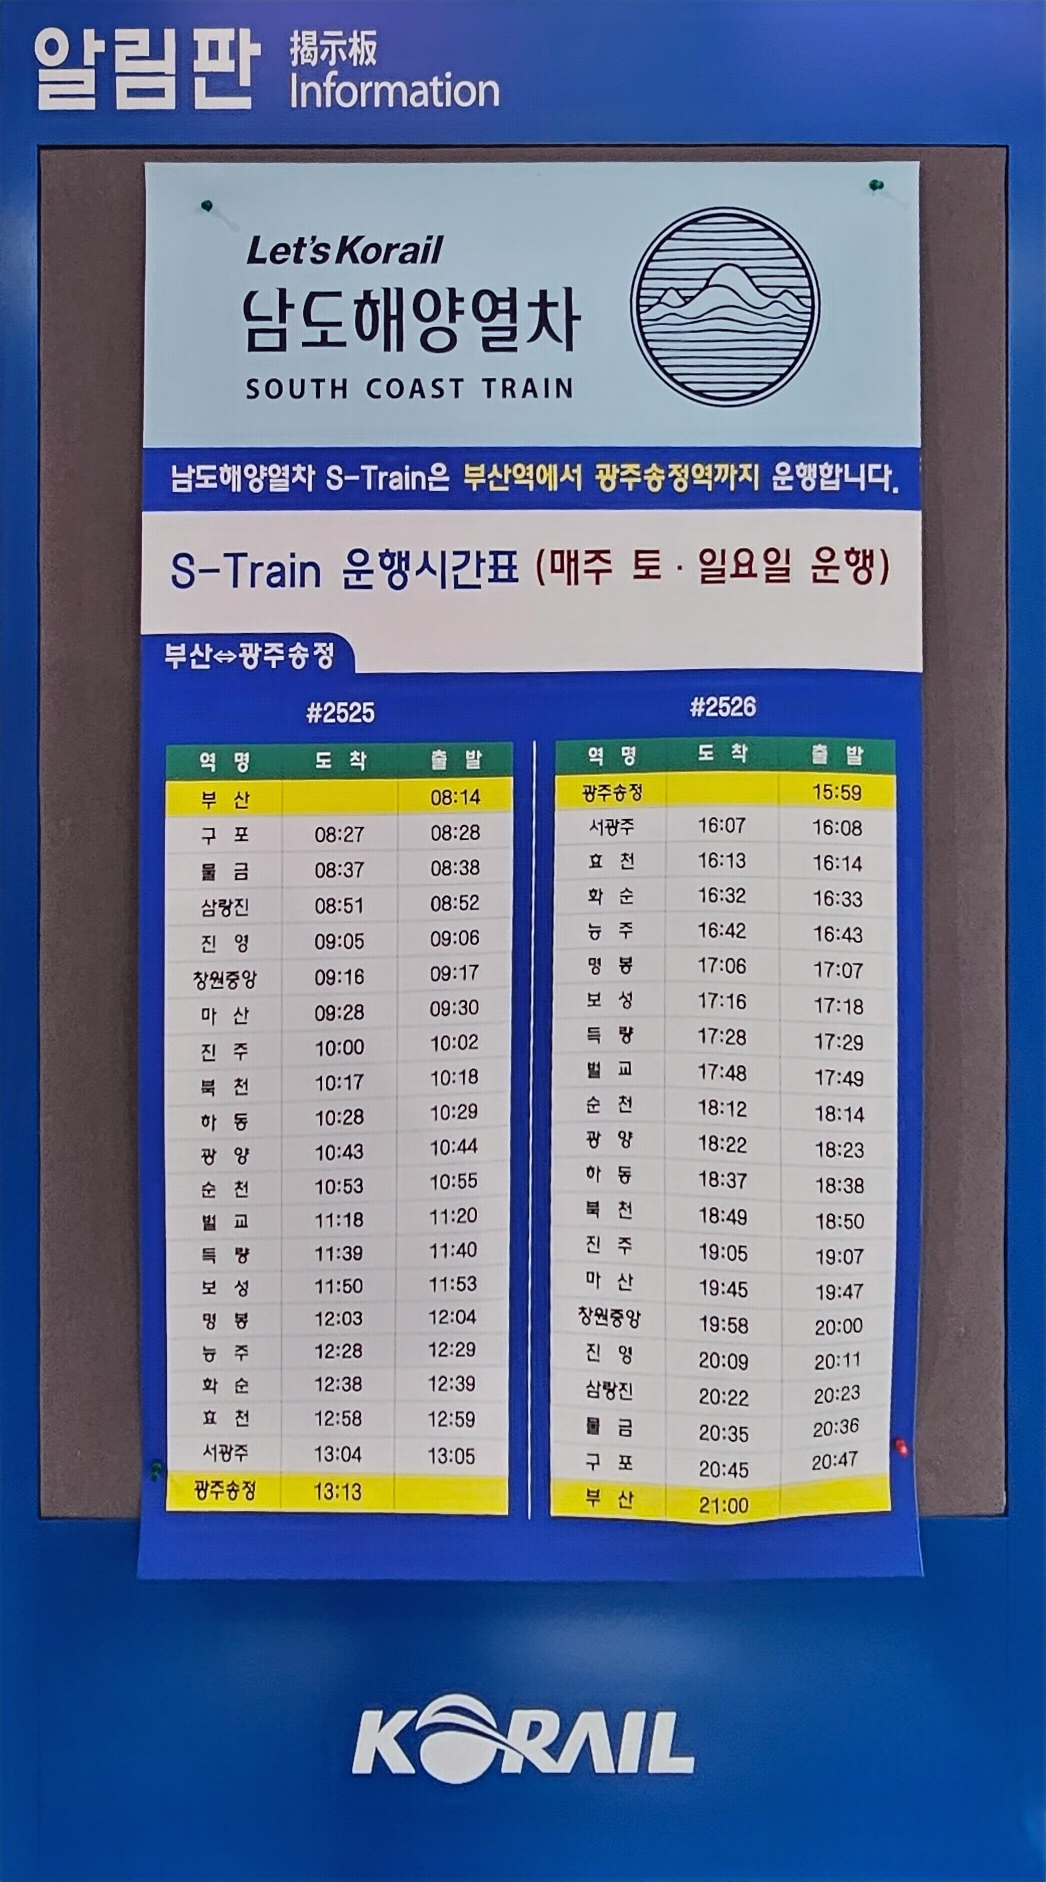 알림판
揭示板
Information
Let's Korail
남도해양열차
SOUTH COAST TRAIN
남도해양열차 S-Train은 부산역에서 광주송정역까지 운행합니다.
S-Train 운행시간표 (매주 토·일요일 운행)
부산⇔광주송정
#2525
역 명 도 착 출 발
부 산 08:14
구 포 08:27 08:28
물 금 08:37 08:38
삼랑진 08:51 08:52
진 영 09:05 09:06
창원중앙 09:16 09:17
마 산 09:28 09:30
진 주 10:00 10:02
북 천 10:17 10:18
하 동 10:28 10:29
광 양 10:43 10:44
순 천 10:53 10:55
벌 교 11:18 11:20
득 량 11:39 11:40
보 성 11:50 11:53
명 봉 12:03 12:04
능 주 12:28 12:29
화 순 12:38 12:39
효 천 12:58 12:59
서광주 13:04 13:05
광주송정 13:13
#2526
역 명 도 착 출 발
광주송정 15:59
서광주 16:07 16:08
효 천 16:13 16:14
화 순 16:32 16:33
능 주 16:42 16:43
명 봉 17:06 17:07
보 성 17:16 17:18
득 량 17:28 17:29
벌 교 17:48 17:49
순 천 18:12 18:14
광 양 18:22 18:23
하 동 18:37 18:38
북 천 18:49 18:50
진 주 19:05 19:07
마 산 19:45 19:47
창원중앙 19:58 20:00
진 영 20:09 20:11
삼랑진 20:22 20:23
물 금 20:35 20:36
구 포 20:45 20:47
부 산 21:00
KORAIL